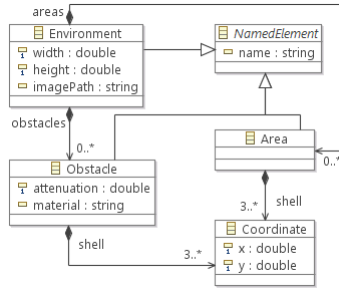 areas
Environment
width : double
height : double
imagePath : string
NamedElement
name : string
obstacles
0..*
Obstacle
attenuation : double
material : string
Area
0..*
shell
3..*
shell
3..*
Coordinate
x : double
y : double